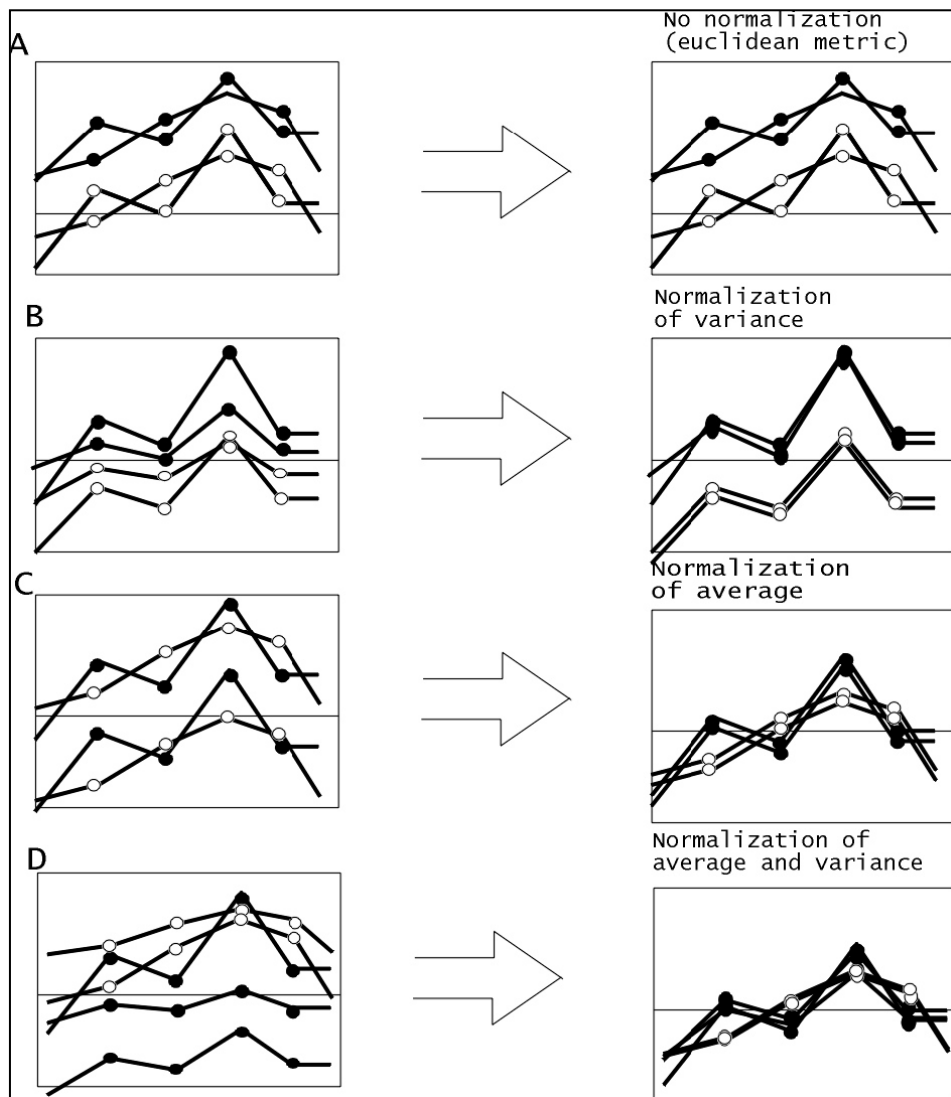 A
No normalization
(euclidean metric)
B
Normalization
of variance
C
Normalization
of average
D
Normalization of
average and variance